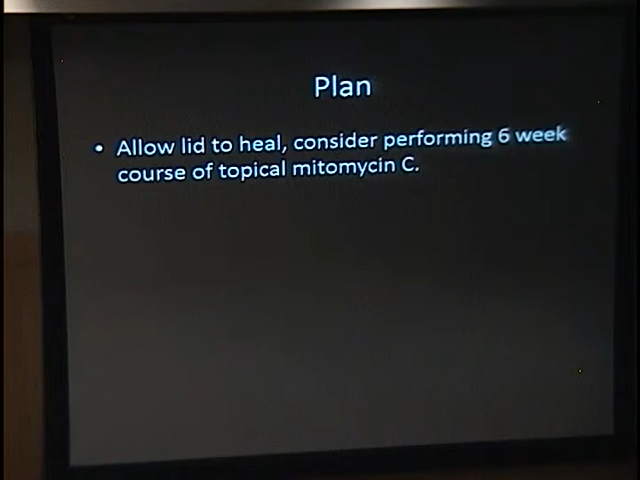 Plan
• Allow lid to heal, consider performing 6 week
course of topical mitomycin C.